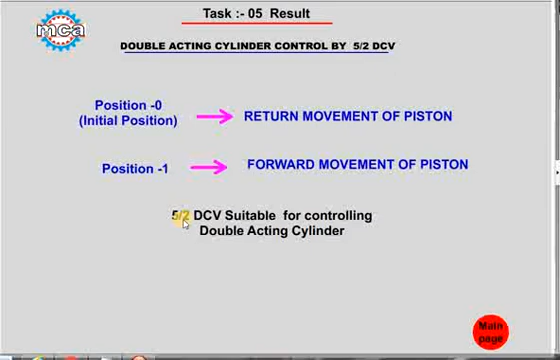 Task :- 05 Result
mca
DOUBLE ACTING CYLINDER CONTROL BY 5/2 DCV
Position -0
(Initial Position)
RETURN MOVEMENT OF PISTON
Position -1
FORWARD MOVEMENT OF PISTON
5/2 DCV Suitable for controlling
Double Acting Cylinder
Main
page